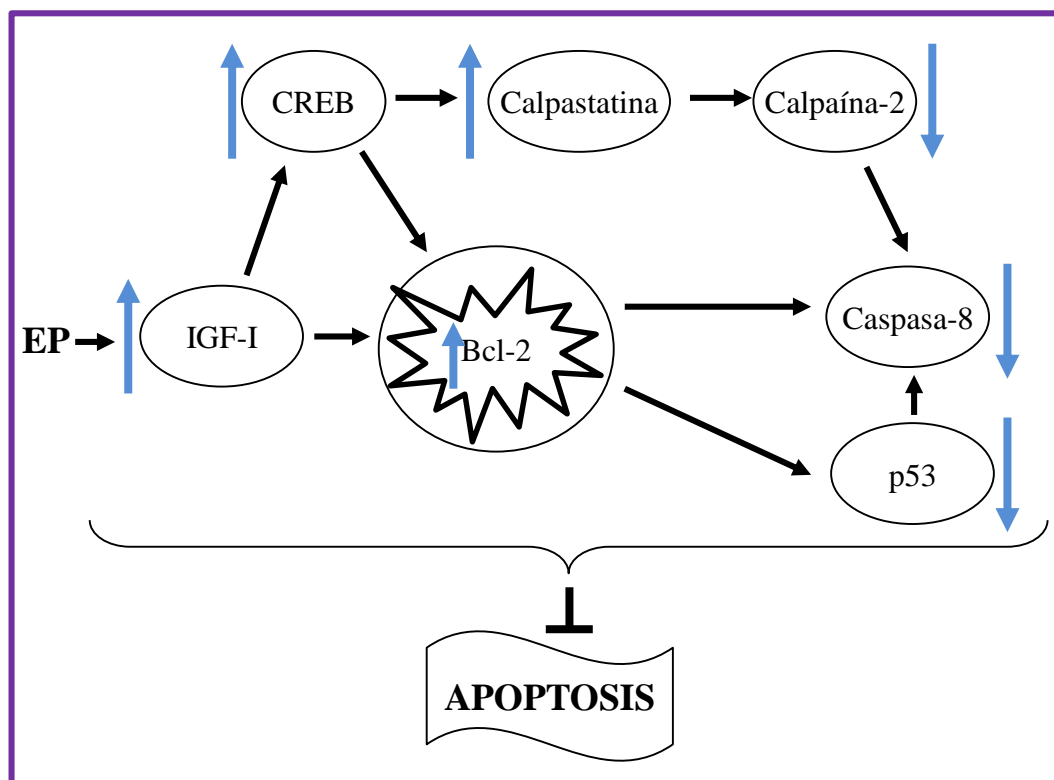 CREB
Calpastatina
Calpaína-2
EP
IGF-I
Bcl-2
Caspasa-8
p53
APOPTOSIS